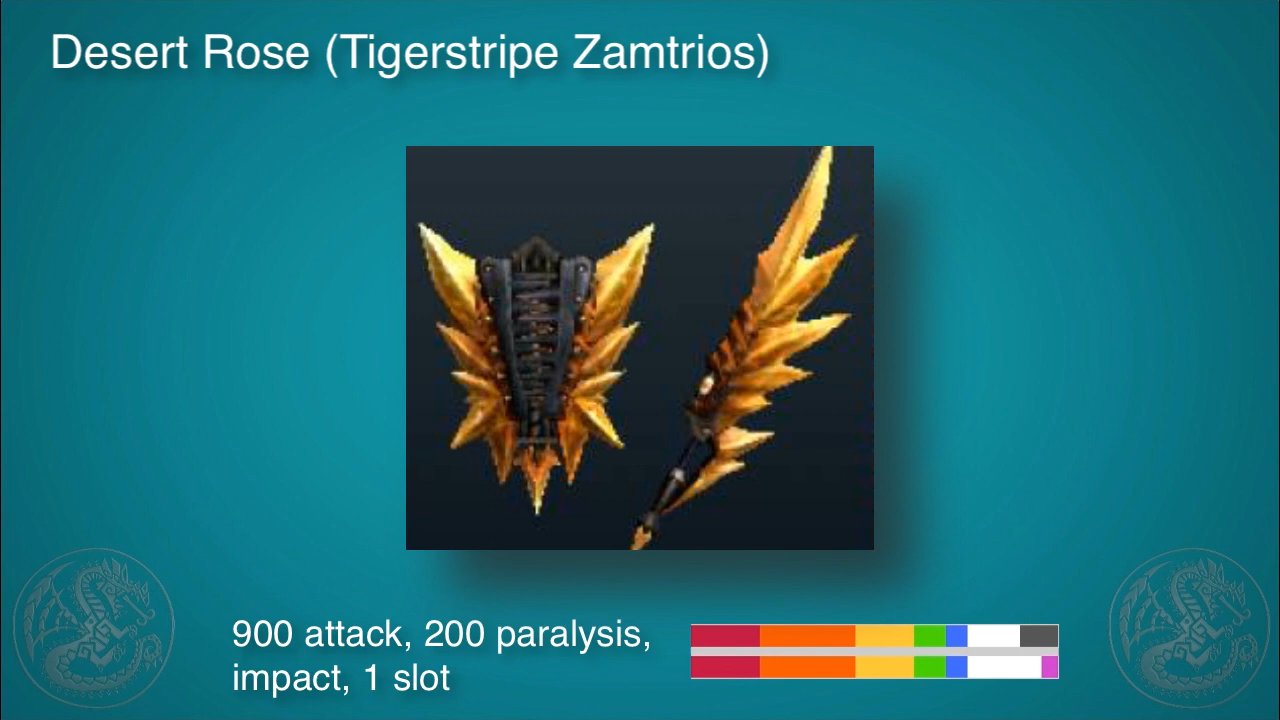 Desert Rose (Tigerstripe Zamtrios)
900 attack, 200 paralysis,
impact, 1 slot